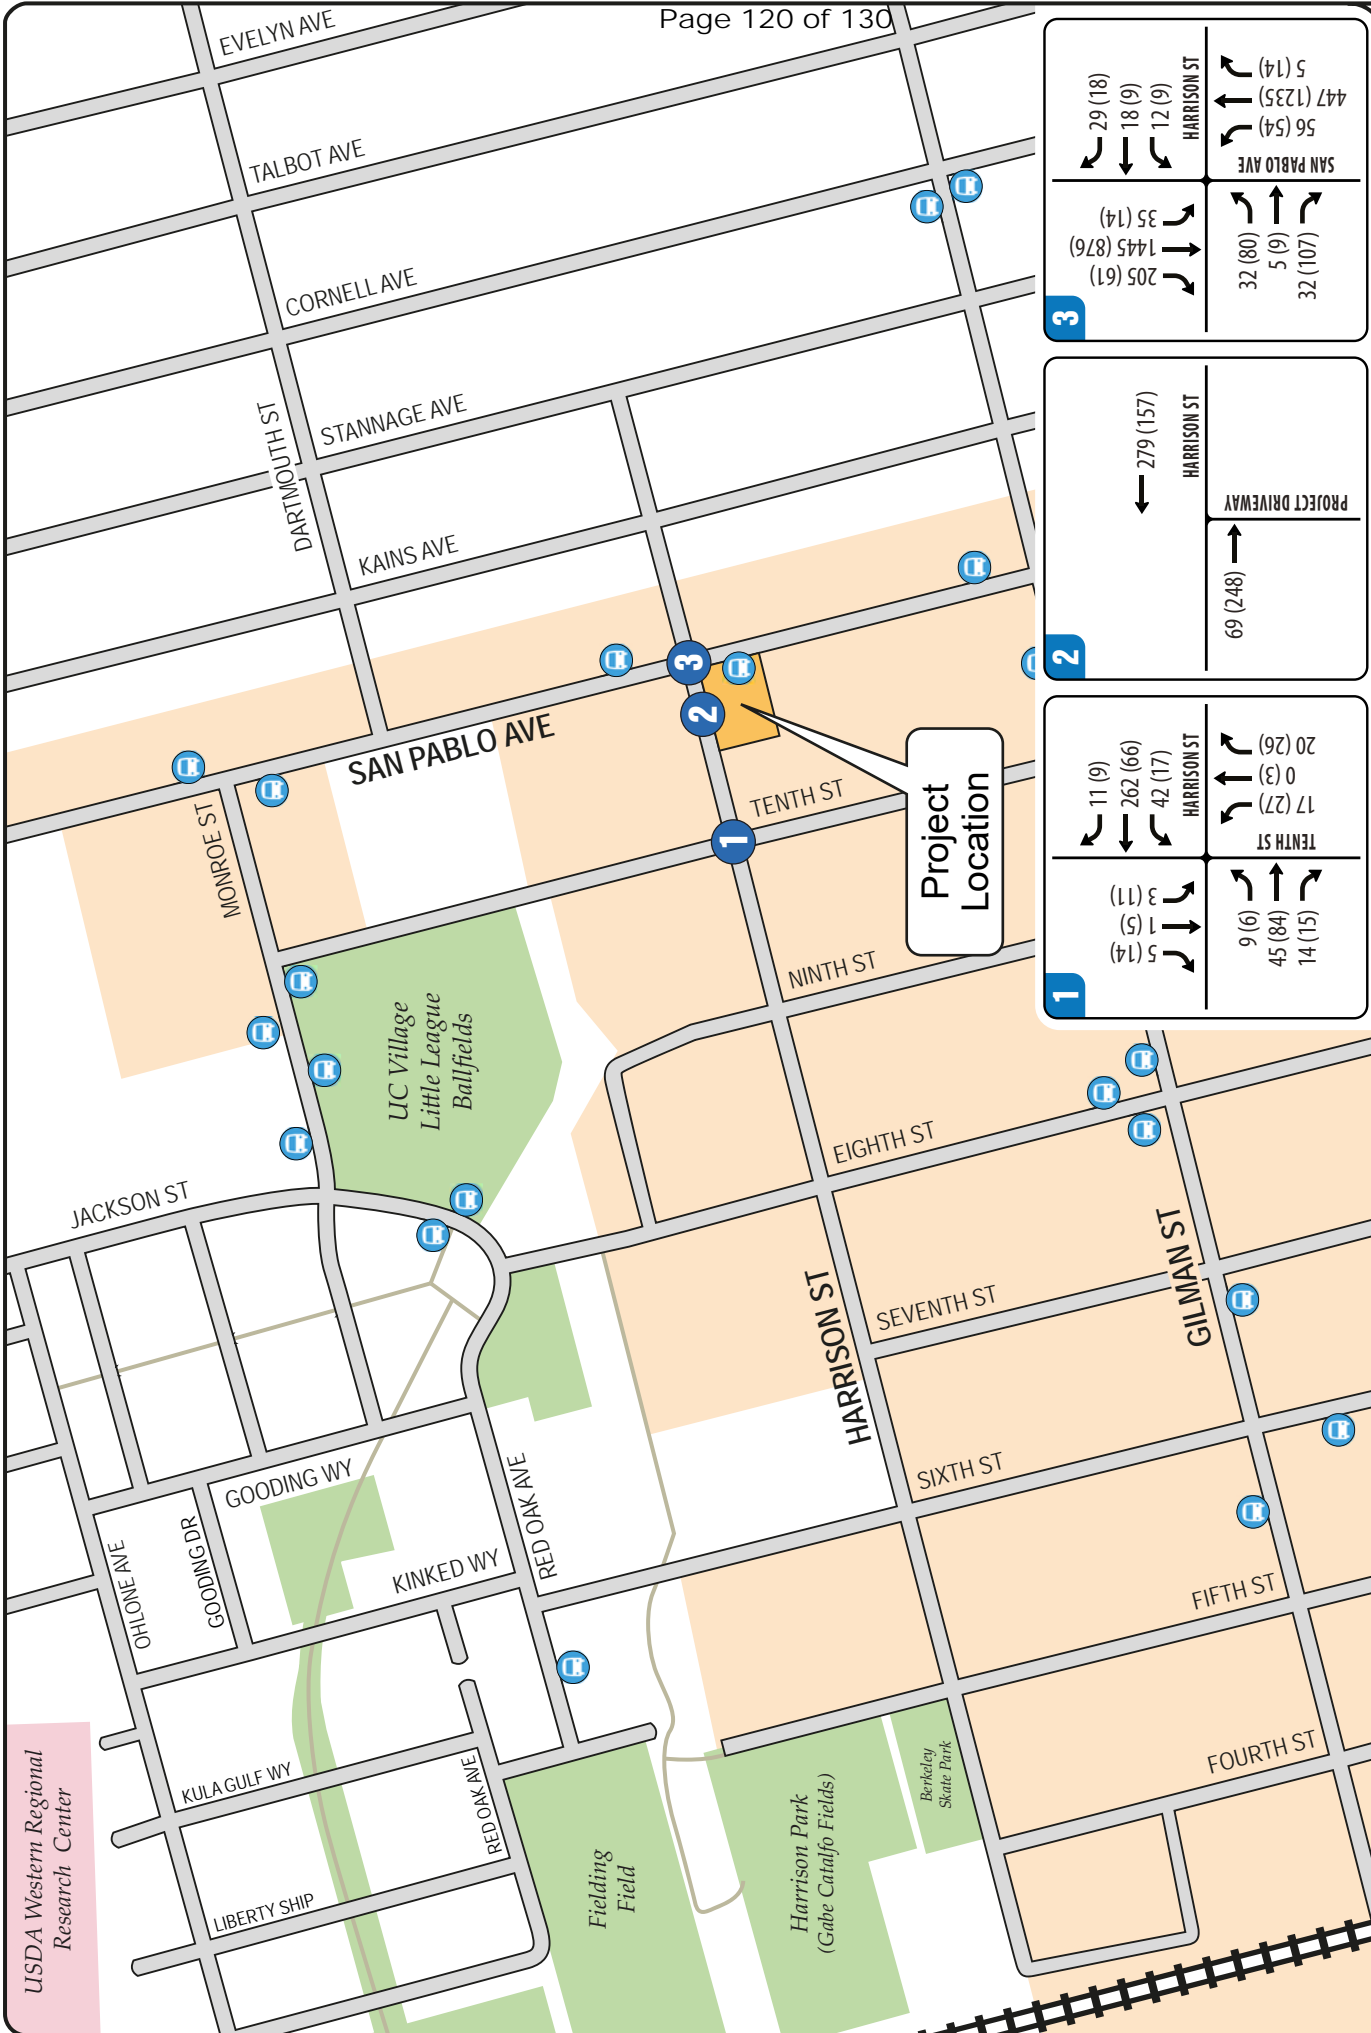 Page 120 of 130
EVELYN AVE
TALBOT AVE
CORNELL AVE
STANNAGE AVE
DARTMOUTH ST
KAINS AVE
SAN PABLO AVE
MONROE ST
TENTH ST
NINTH ST
EIGHTH ST
SEVENTH ST
SIXTH ST
FIFTH ST
FOURTH ST
HARRISON ST
GILMAN ST
JACKSON ST
GOODING WY
RED OAK AVE
KINKED WY
OHLONE AVE
GOODING DR
KULA GULF WY
RED OAK AVE
LIBERTY SHIP
USDA Western Regional
Research Center
UC Village
Little League
Ballfields
Fielding
Field
Harrison Park
(Gabe Catalfo Fields)
Berkeley
Skate Park
Project
Location
1
2
3
1
5 (14)
1 (5)
3 (11)
11 (9)
262 (66)
42 (17)
HARRISON ST
9 (6)
45 (84)
14 (15)
TENTH ST
17 (27)
0 (3)
20 (26)
2
279 (157)
HARRISON ST
69 (248)
PROJECT DRIVEWAY
3
205 (61)
1445 (876)
35 (14)
29 (18)
18 (9)
12 (9)
HARRISON ST
32 (80)
5 (9)
32 (107)
SAN PABLO AVE
56 (54)
447 (1235)
5 (14)